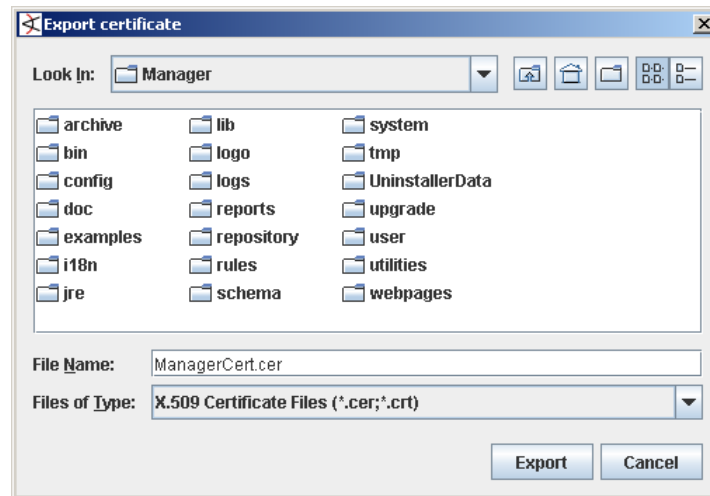 Export certificate
Look In: Manager
archive lib system
bin logo tmp
config logs UninstallerData
doc reports upgrade
examples repository user
i18n rules utilities
jre schema webpages
File Name: ManagerCert.cer
Files of Type: X.509 Certificate Files (*.cer;*.crt)
Export Cancel